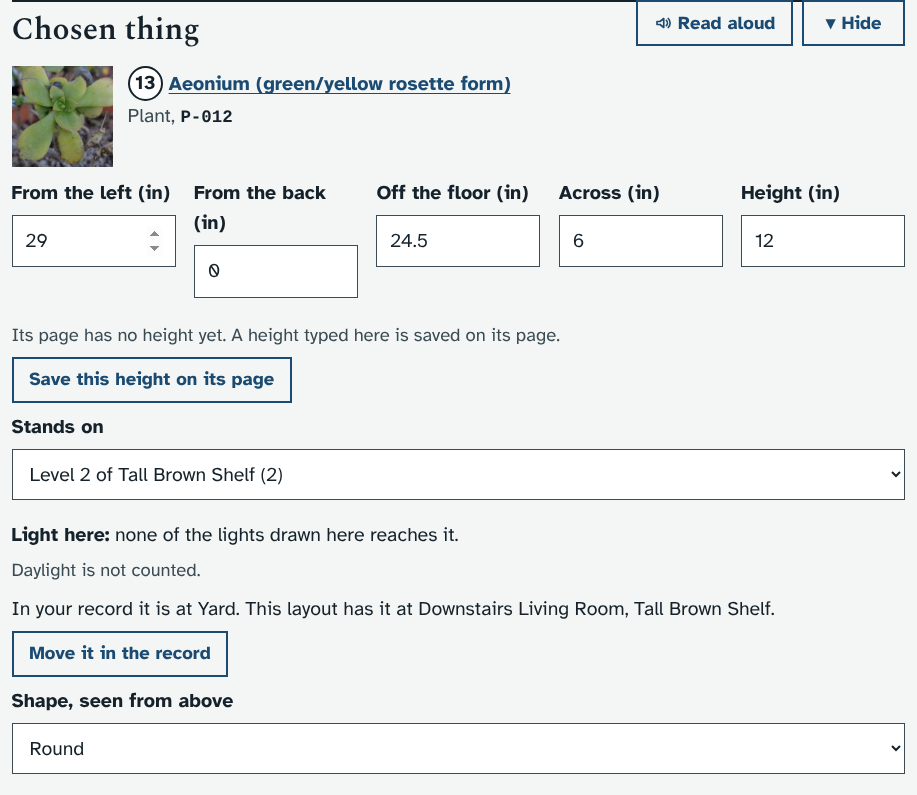 Chosen thing
Read aloud
▾ Hide
13 Aeonium (green/yellow rosette form)
Plant, P-012
From the left (in)
29
From the back (in)
0
Off the floor (in)
24.5
Across (in)
6
Height (in)
12
Its page has no height yet. A height typed here is saved on its page.
Save this height on its page
Stands on
Level 2 of Tall Brown Shelf (2)
Light here: none of the lights drawn here reaches it.
Daylight is not counted.
In your record it is at Yard. This layout has it at Downstairs Living Room, Tall Brown Shelf.
Move it in the record
Shape, seen from above
Round